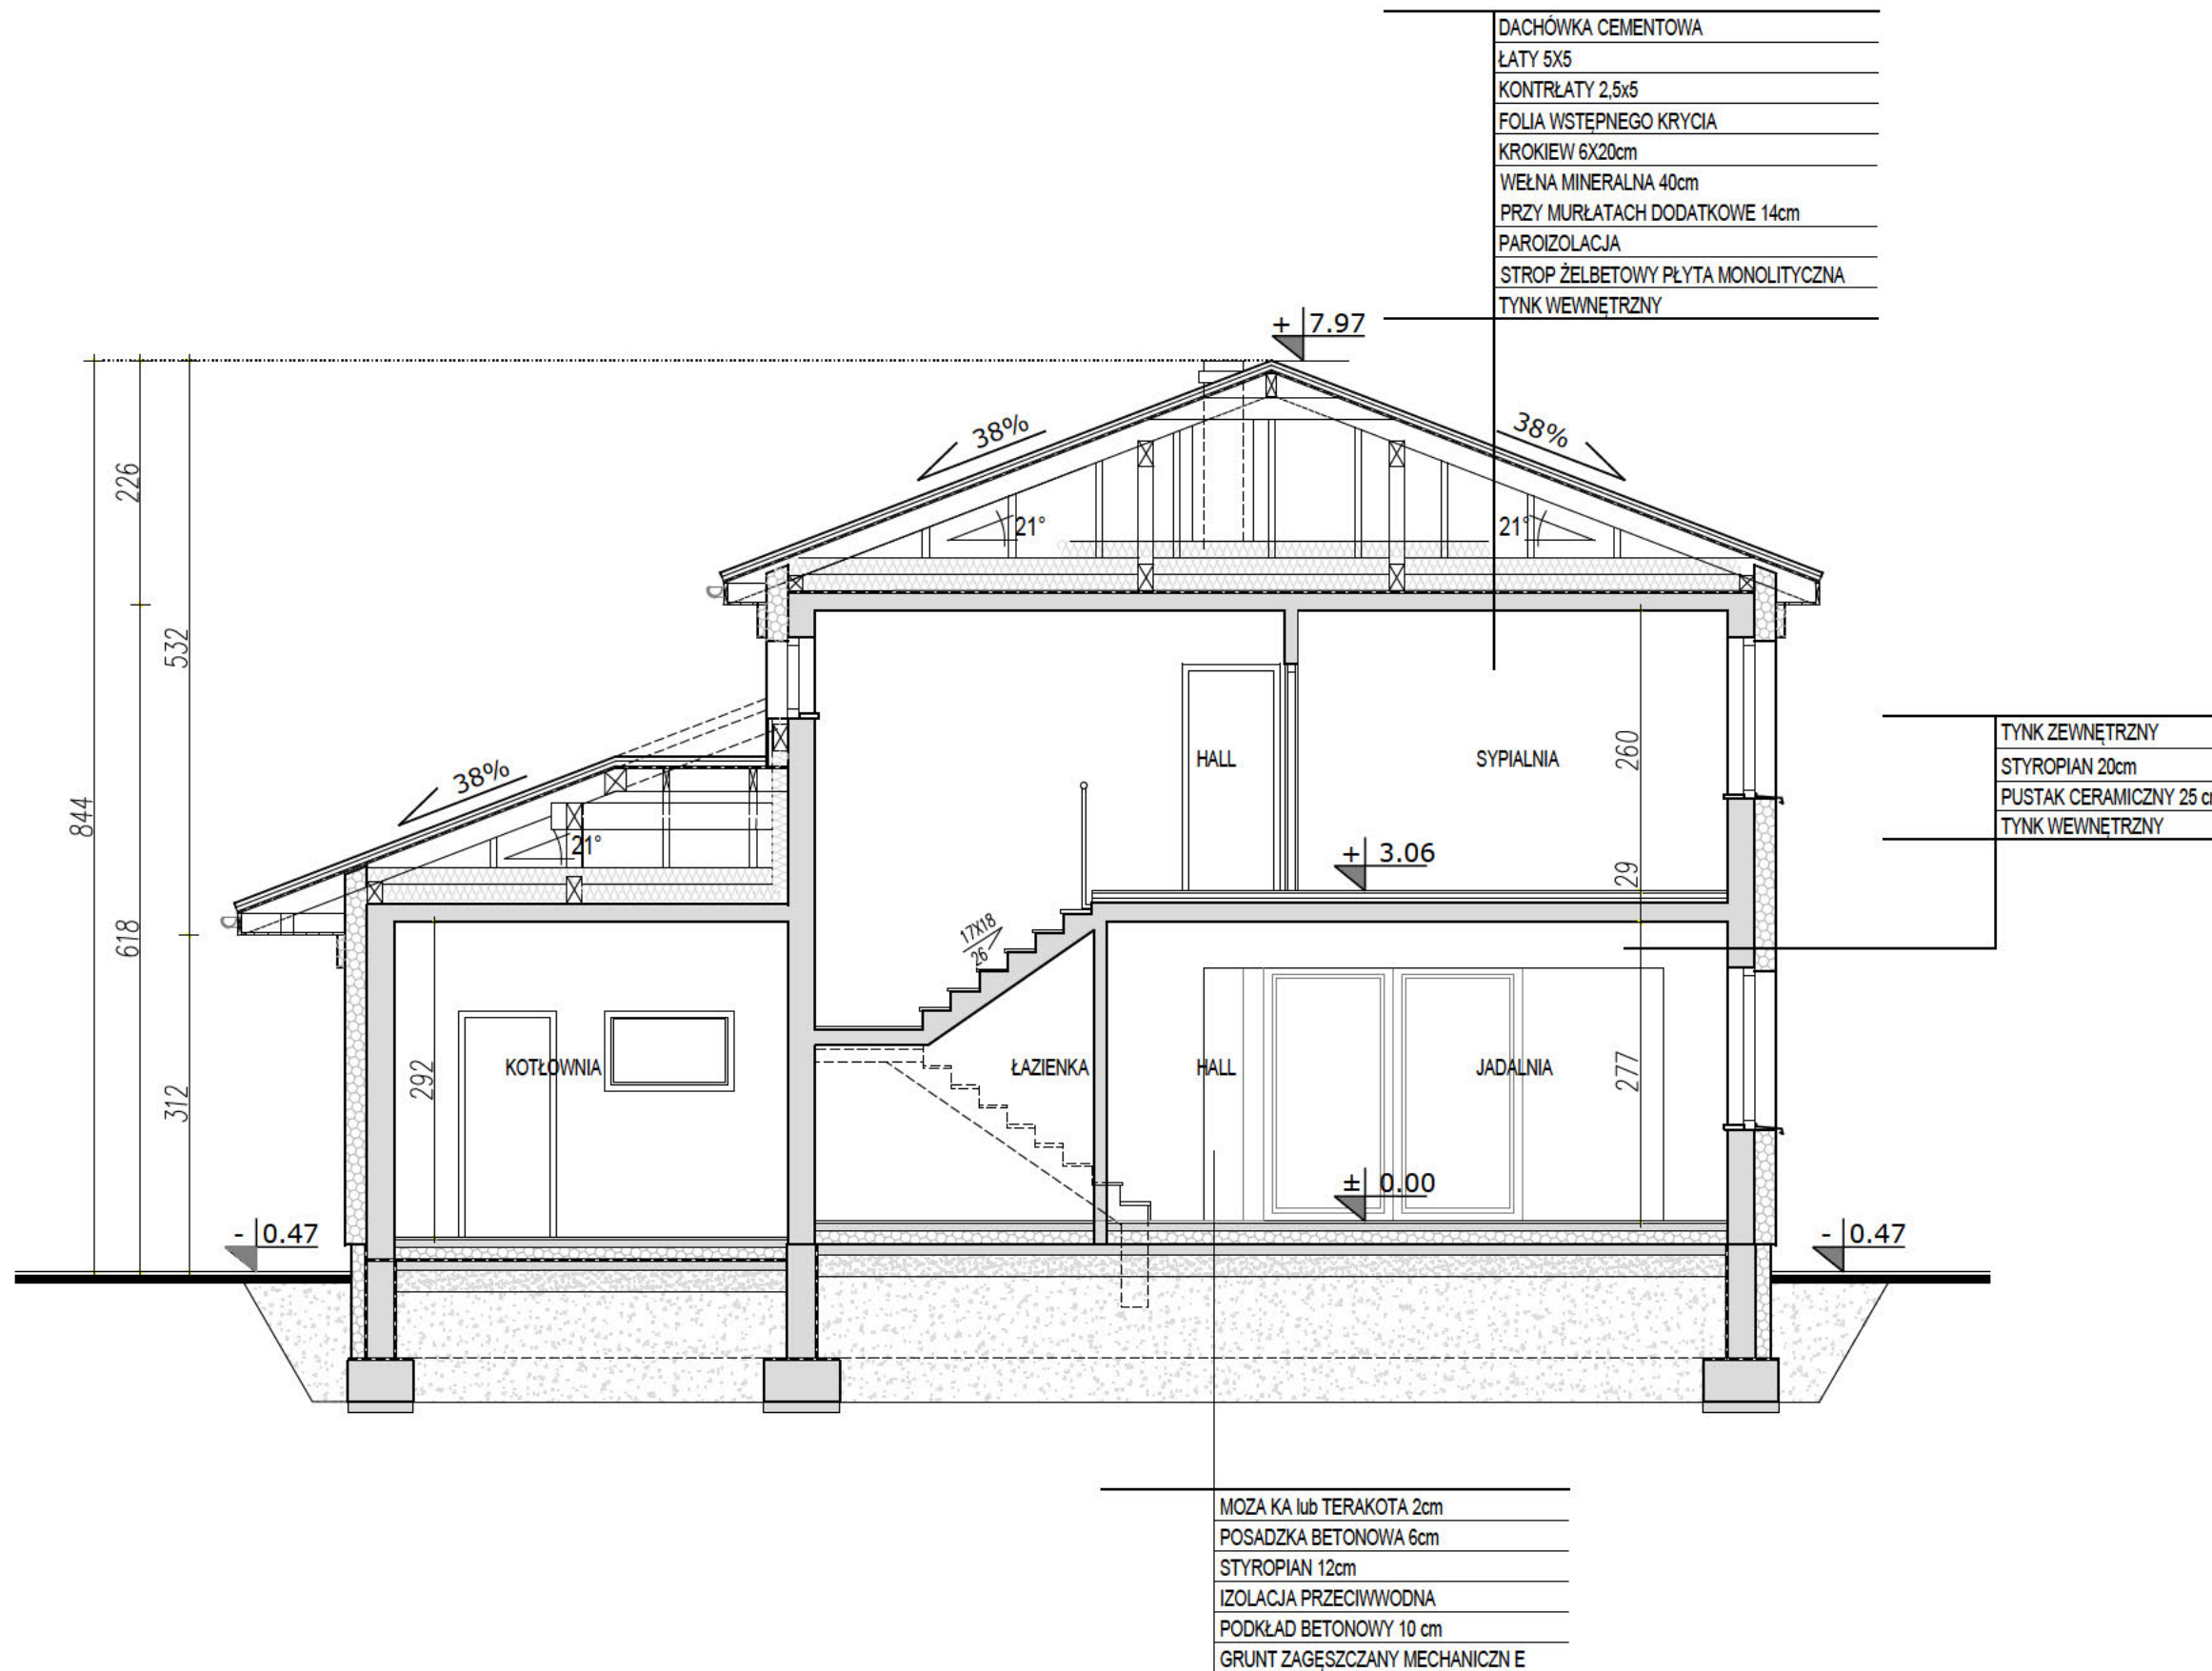 DACHÓWKA CEMENTOWA
ŁATY 5X5
KONTRŁATY 2,5x5
FOLIA WSTĘPNEGO KRYCIA
KROKIEW 6X20cm
WEŁNA MINERALNA 40cm
PRZY MURŁATACH DODATKOWE 14cm
PAROIZOLACJA
STROP ŻELBETOWY PŁYTA MONOLITYCZNA
TYNK WEWNĘTRZNY
+ 7.97
38%
38%
226
21°
21°
532
TYNK ZEWNĘTRZNY
STYROPIAN 20cm
PUSTAK CERAMICZNY 25 c
TYNK WEWNĘTRZNY
HALL
SYPIALNIA
260
38%
844
21°
+ 3.06
29
618
17X18
26
292
KOTŁOWNIA
ŁAZIENKA
HALL
JADALNIA
277
312
± 0.00
- 0.47
- 0.47
MOZA KA lub TERAKOTA 2cm
POSADZKA BETONOWA 6cm
STYROPIAN 12cm
IZOLACJA PRZECIWWODNA
PODKŁAD BETONOWY 10 cm
GRUNT ZAGĘSZCZANY MECHANICZN E